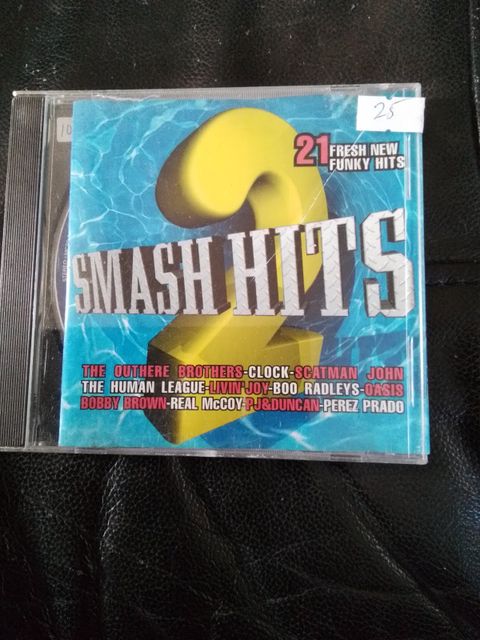 25
21 FRESH NEW
FUNKY HITS
2
SMASH HITS
THE OUTHERE BROTHERS-CLOCK-SCATMAN JOHN
THE HUMAN LEAGUE-LIVIN'JOY-BOO RADLEYS-OASIS
BOBBY BROWN-REAL McCOY-PJ&DUNCAN-PEREZ PRADO